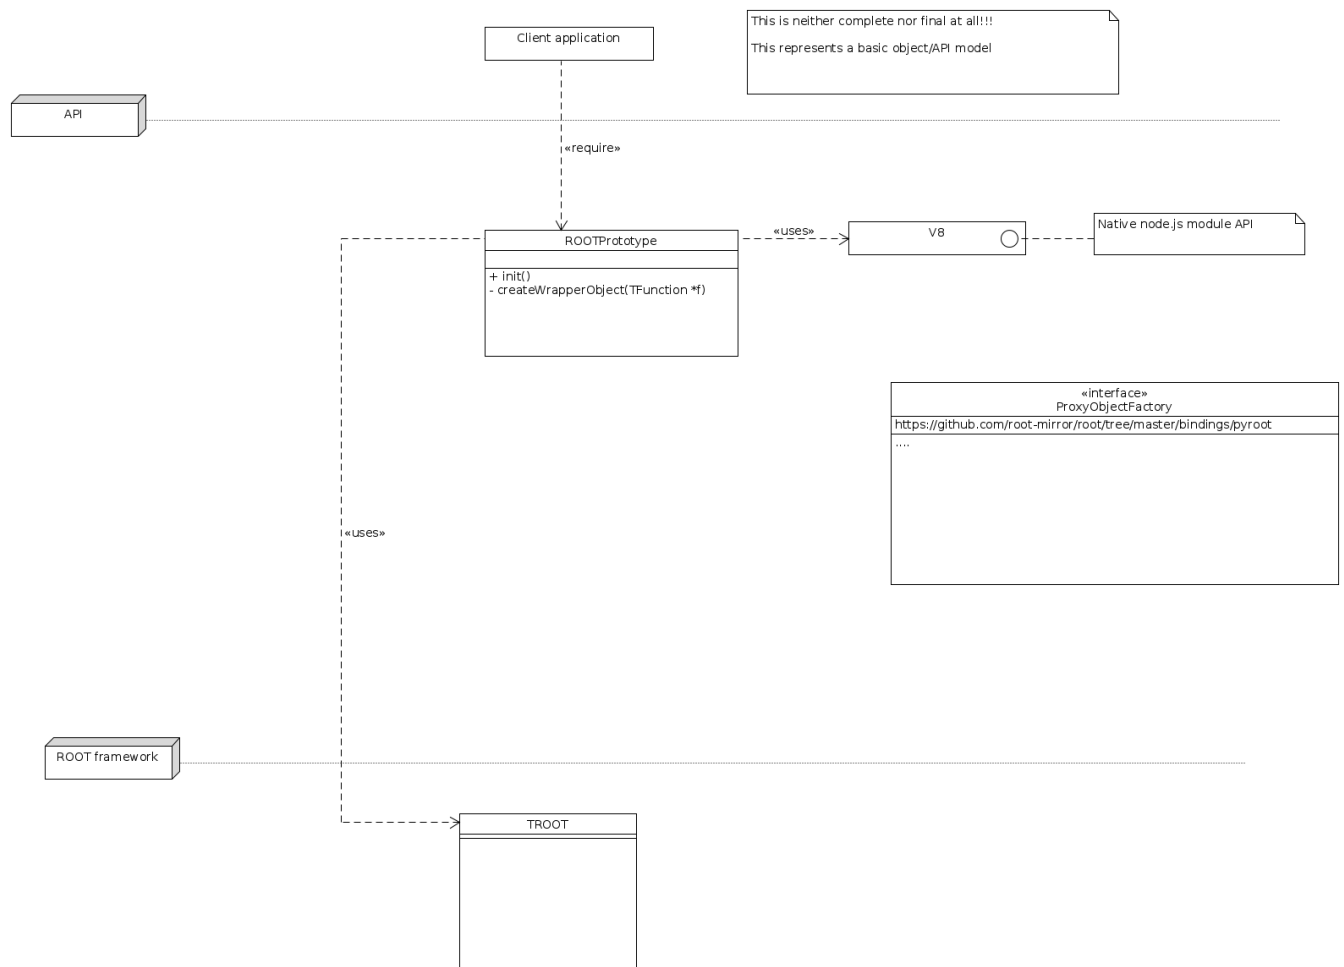 This is neither complete nor final at all!!!
This represents a basic object/API model
Client application
API
«require»
ROOTPrototype
+ init()
- createWrapperObject(TFunction *f)
«uses»
V8
Native node.js module API
«interface»
ProxyObjectFactory
https://github.com/root-mirror/root/tree/master/bindings/pyroot
....
«uses»
ROOT framework
TROOT